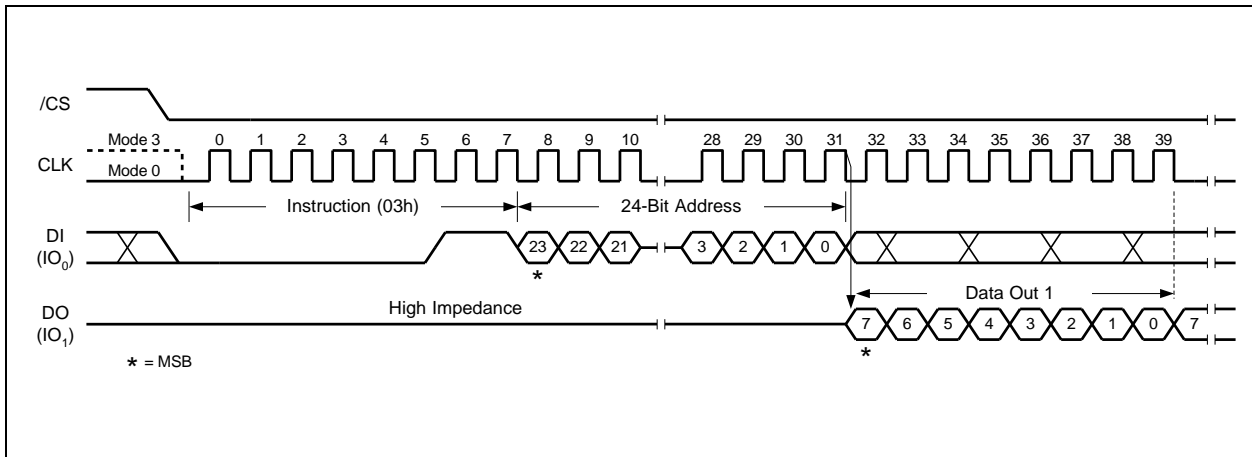 /CS
Mode 3
0 1 2 3 4 5 6 7 8 9 10 28 29 30 31 32 33 34 35 36 37 38 39
CLK
Mode 0
Instruction (03h)
24-Bit Address
DI
(IO0)
23 22 21 3 2 1 0
*
High Impedance
Data Out 1
DO
(IO1)
7 6 5 4 3 2 1 0 7
*
* = MSB